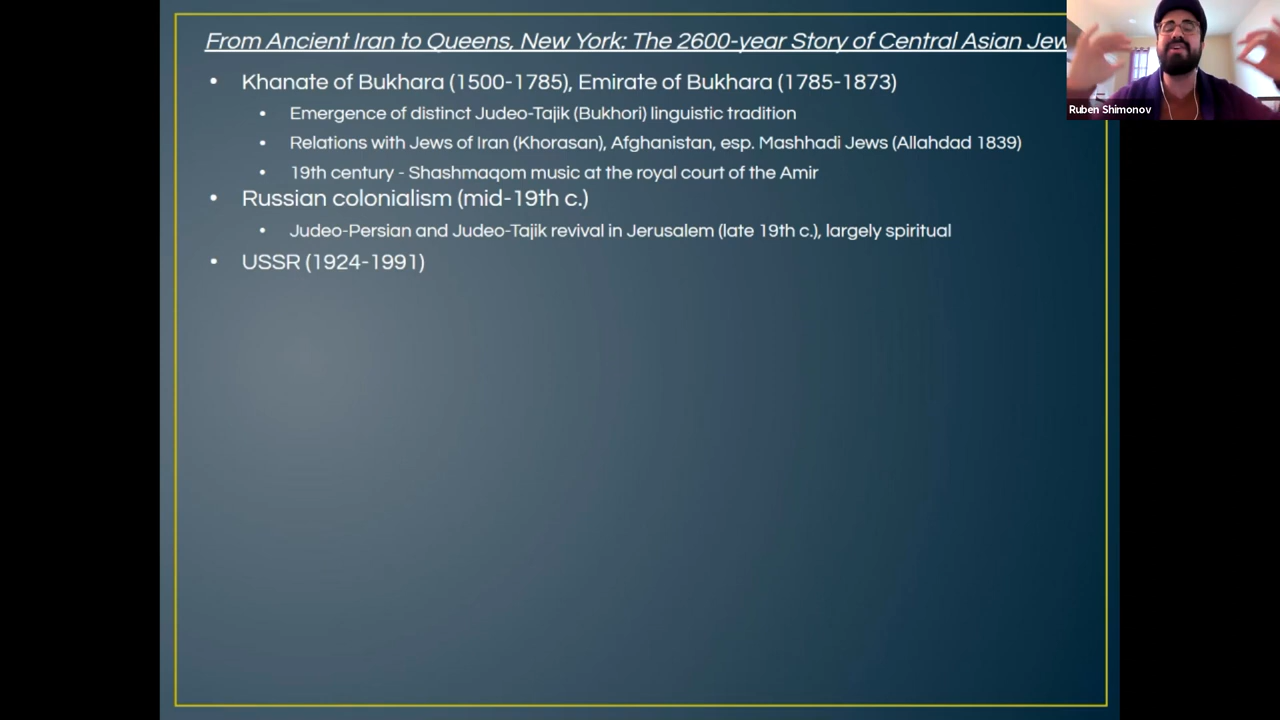 From Ancient Iran to Queens, New York: The 2600-year Story of Central Asian Jew
Ruben Shimonov
• Khanate of Bukhara (1500-1785), Emirate of Bukhara (1785-1873)
• Emergence of distinct Judeo-Tajik (Bukhori) linguistic tradition
• Relations with Jews of Iran (Khorasan), Afghanistan, esp. Mashhadi Jews (Allahdad 1839)
• 19th century - Shashmaqom music at the royal court of the Amir
• Russian colonialism (mid-19th c.)
• Judeo-Persian and Judeo-Tajik revival in Jerusalem (late 19th c.), largely spiritual
• USSR (1924-1991)